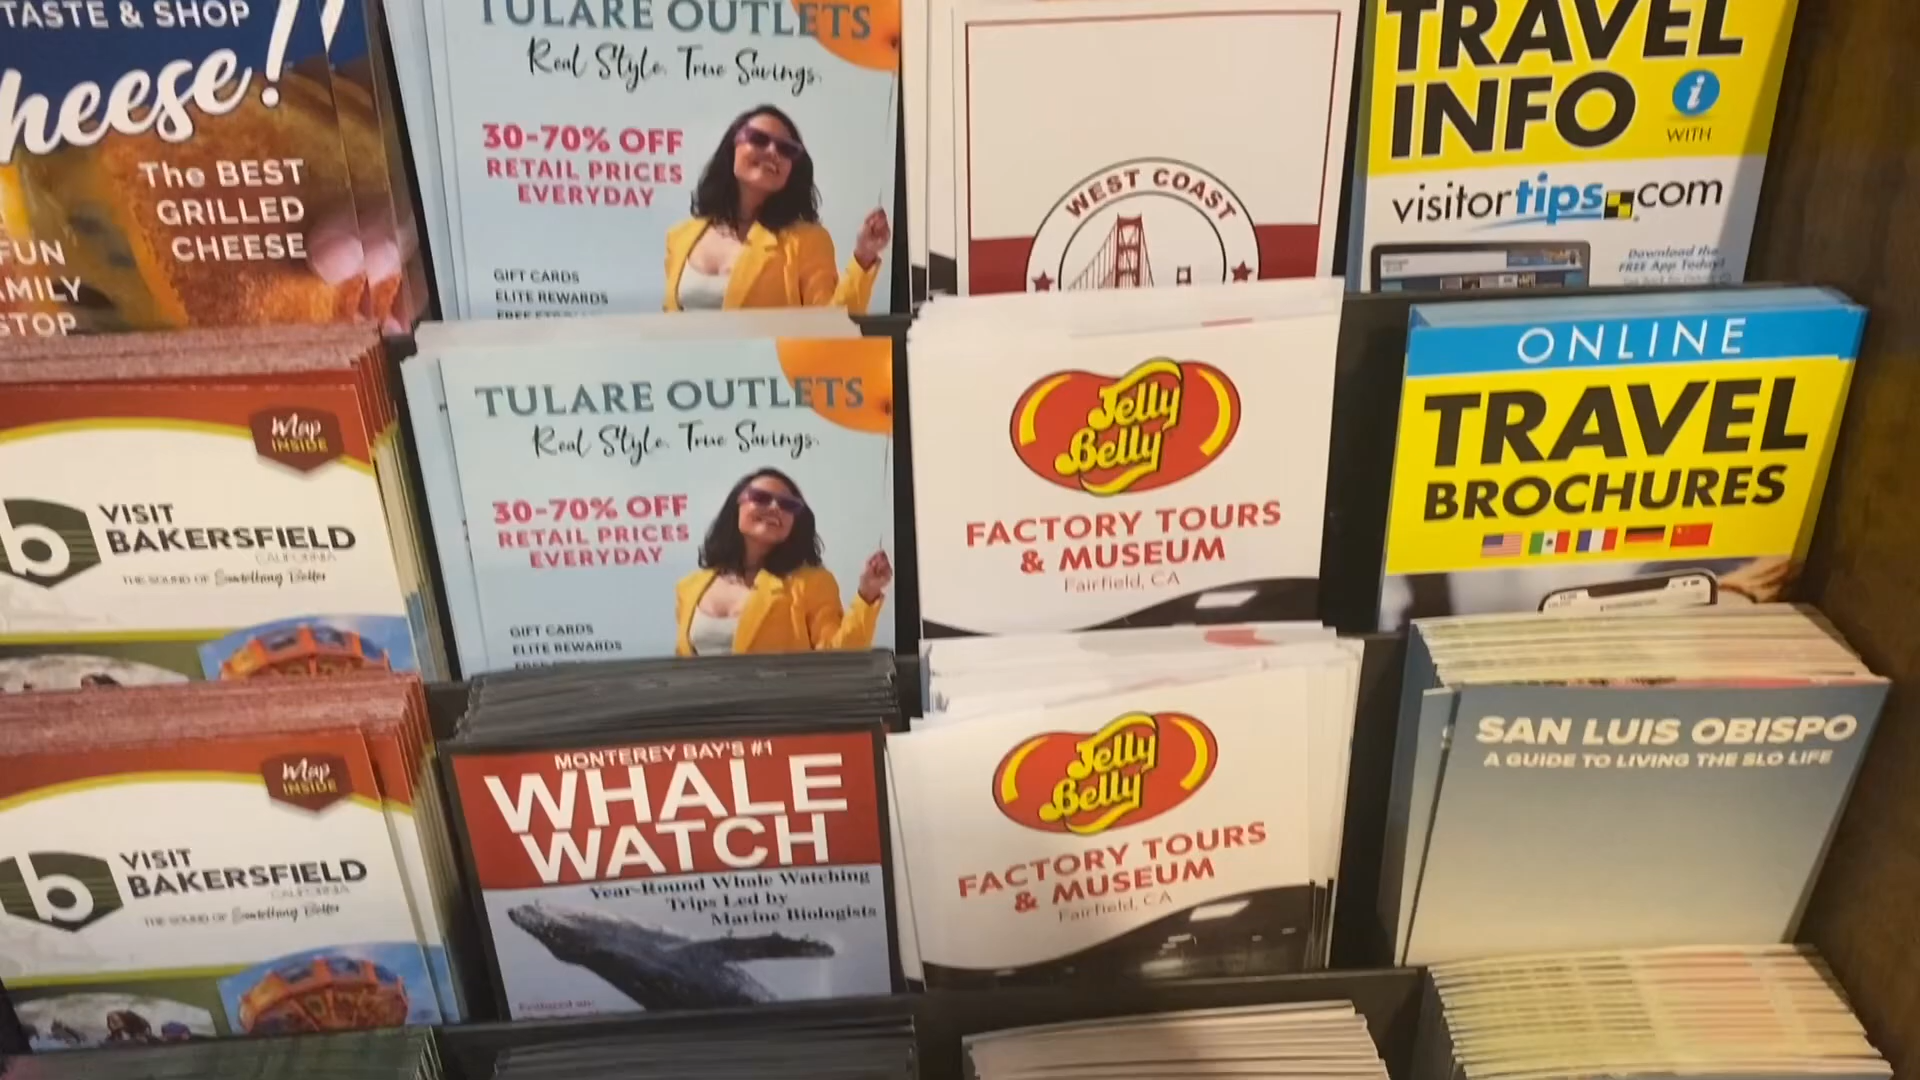 TASTE & SHOP
heese!
The BEST
GRILLED
CHEESE
FUN
AMILY
STOP
TULARE OUTLETS
Real Style. True Savings.
30-70% OFF
RETAIL PRICES
EVERYDAY
GIFT CARDS
ELITE REWARDS
WEST COAST
TRAVEL
INFO
i
WITH
visitortips.com
Download the
FREE App Today!
Map
INSIDE
b
VISIT
BAKERSFIELD
CALIFORNIA
THE SOUND OF Something Better
TULARE OUTLETS
Real Style. True Savings.
30-70% OFF
RETAIL PRICES
EVERYDAY
GIFT CARDS
ELITE REWARDS
Jelly
Belly
FACTORY TOURS
& MUSEUM
Fairfield, CA
ONLINE
TRAVEL
BROCHURES
Map
INSIDE
b
VISIT
BAKERSFIELD
CALIFORNIA
THE SOUND OF Something Better
MONTEREY BAY'S #1
WHALE
WATCH
Year-Round Whale Watching
Trips Led by
Marine Biologists
Jelly
Belly
FACTORY TOURS
& MUSEUM
Fairfield, CA
SAN LUIS OBISPO
A GUIDE TO LIVING THE SLO LIFE